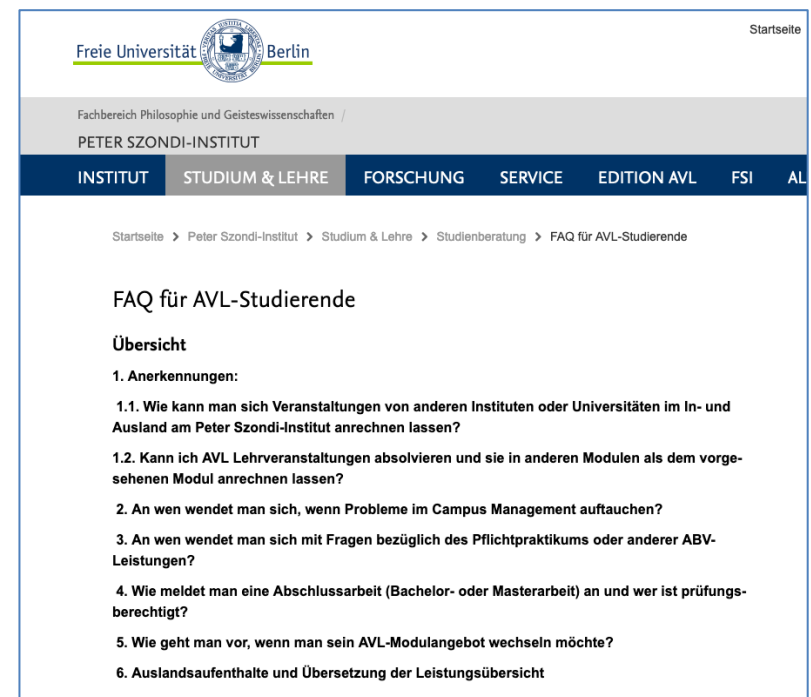 Startseite
Freie Universität Berlin
Fachbereich Philosophie und Geisteswissenschaften /
PETER SZONDI-INSTITUT
INSTITUT STUDIUM & LEHRE FORSCHUNG SERVICE EDITION AVL FSI AL
Startseite > Peter Szondi-Institut > Studium & Lehre > Studienberatung > FAQ für AVL-Studierende
FAQ für AVL-Studierende
Übersicht
1. Anerkennungen:
1.1. Wie kann man sich Veranstaltungen von anderen Instituten oder Universitäten im In- und
Ausland am Peter Szondi-Institut anrechnen lassen?
1.2. Kann ich AVL Lehrveranstaltungen absolvieren und sie in anderen Modulen als dem vorge-
sehenen Modul anrechnen lassen?
2. An wen wendet man sich, wenn Probleme im Campus Management auftauchen?
3. An wen wendet man sich mit Fragen bezüglich des Pflichtpraktikums oder anderer ABV-
Leistungen?
4. Wie meldet man eine Abschlussarbeit (Bachelor- oder Masterarbeit) an und wer ist prüfungs-
berechtigt?
5. Wie geht man vor, wenn man sein AVL-Modulangebot wechseln möchte?
6. Auslandsaufenthalte und Übersetzung der Leistungsübersicht